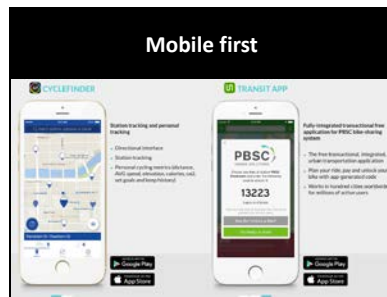 Mobile first
CYCLEFINDER
Station tracking and personal
tracking
Directional interface
Station tracking
Personal cycling metrics (distance,
AVG speed, elevation, calories, co2,
set goals and keep history)
Google Play
App Store
TRANSIT APP
PBSC
13223
Fully integrated transactional free
application for PBSC bike-sharing
system
The free transactional, integrated,
urban transportation application
Plan your ride, pay and unlock your
bike with app-generated code
Works in hundred cities worldwide
for millions of active users
Google Play
App Store